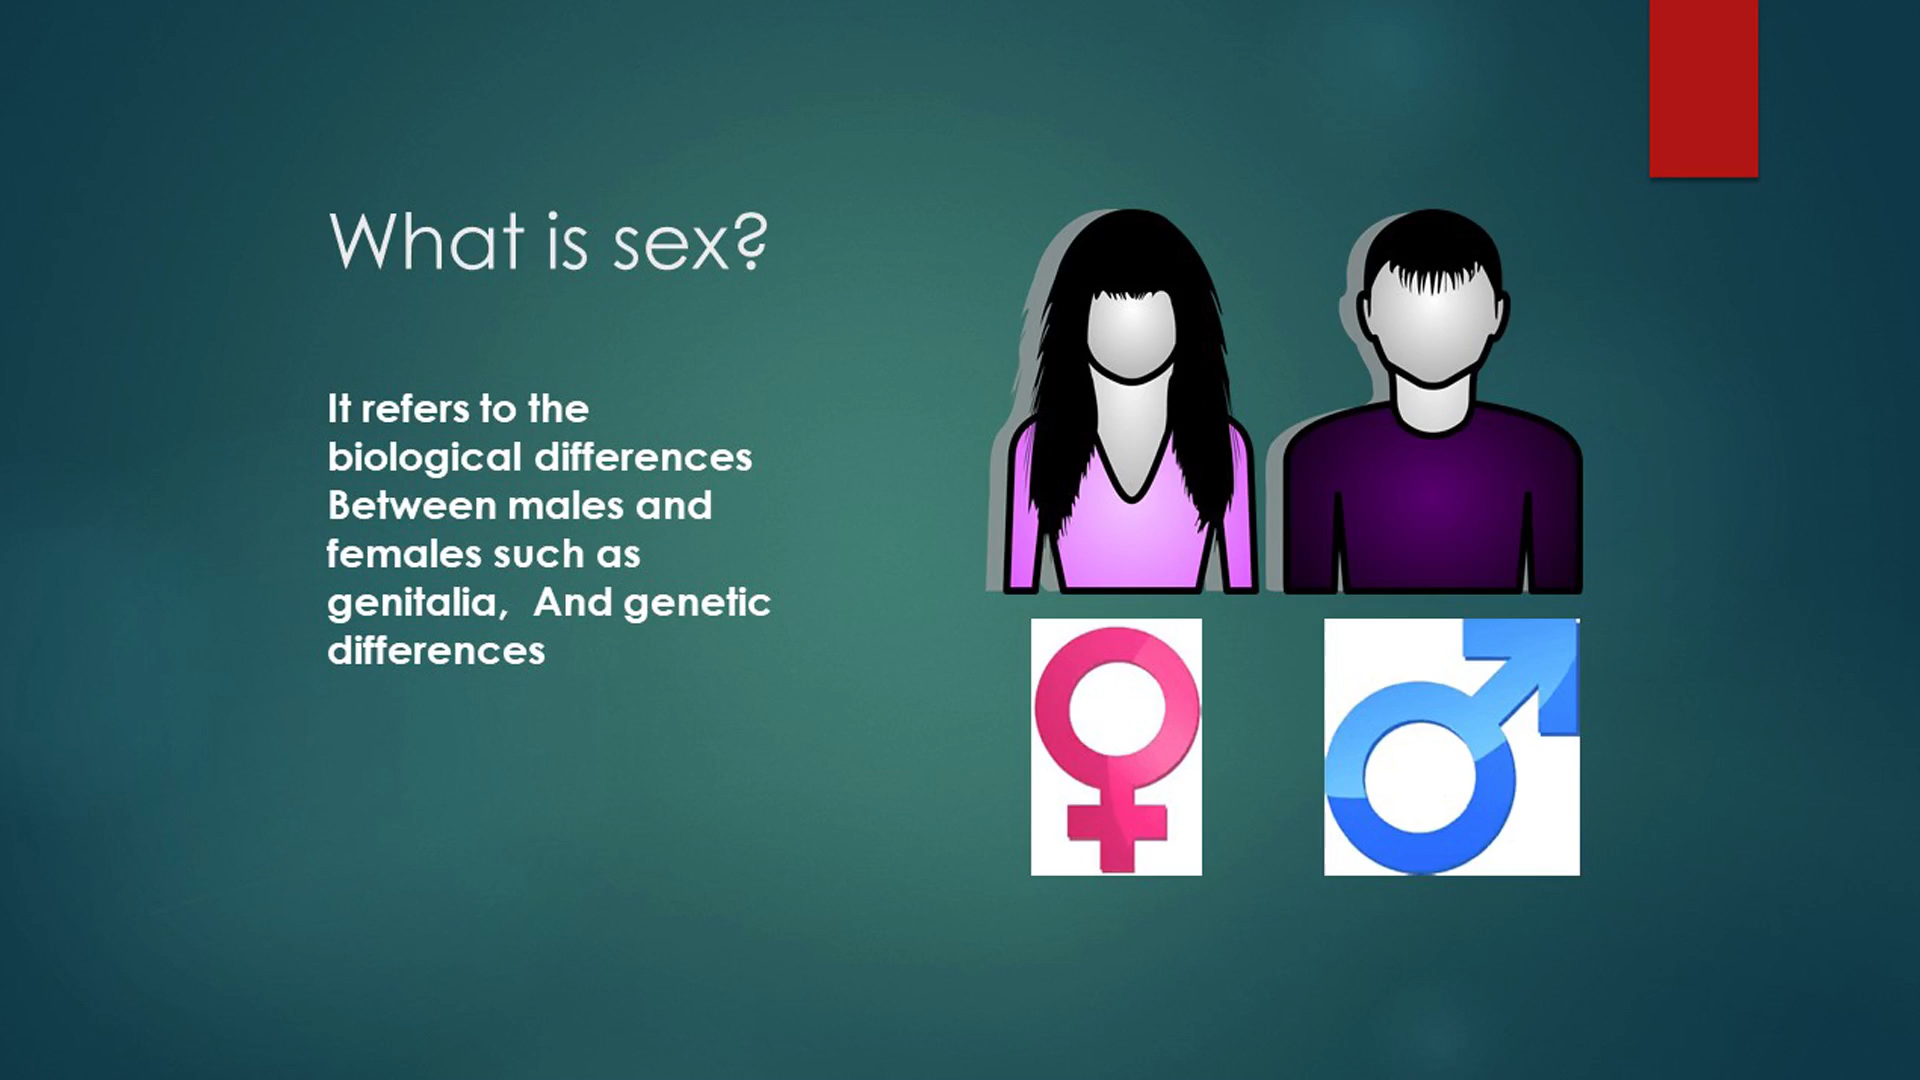 What is sex?
It refers to the
biological differences
Between males and
females such as
genitalia,  And genetic
differences